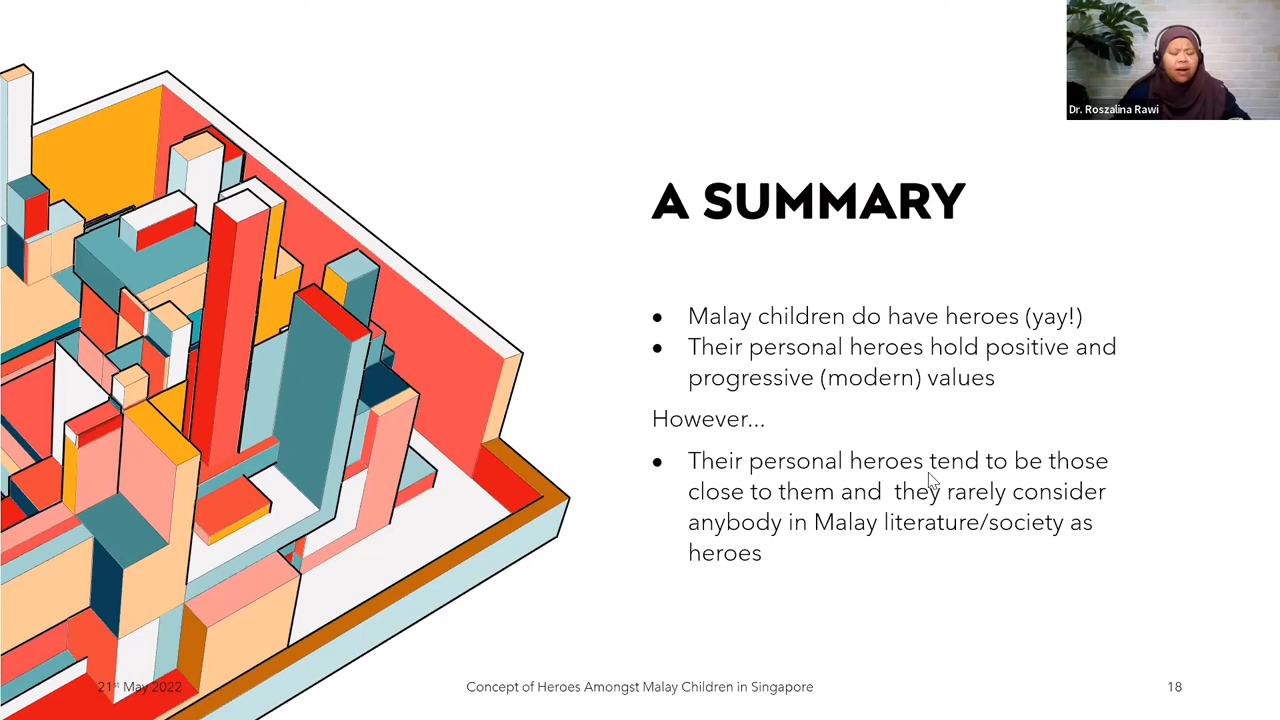 Dr. Roszalina Rawi
A SUMMARY
• Malay children do have heroes (yay!)
• Their personal heroes hold positive and
progressive (modern) values
However...
• Their personal heroes tend to be those
close to them and they rarely consider
anybody in Malay literature/society as
heroes
21st May 2022
Concept of Heroes Amongst Malay Children in Singapore
18